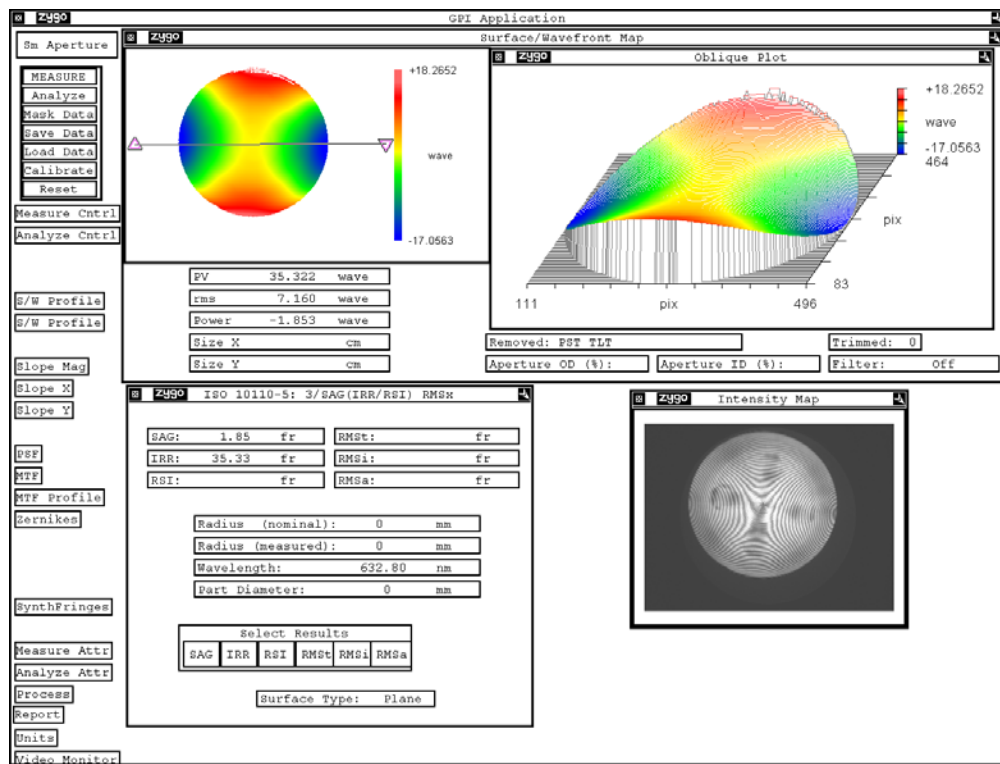 zygo GPI Application
Sm Aperture
MEASURE
Analyze
Mask Data
Save Data
Load Data
Calibrate
Reset
Measure Cntrl
Analyze Cntrl
S/W Profile
S/W Profile
Slope Mag
Slope X
Slope Y
PSF
MTF
MTF Profile
Zernikes
SynthFringes
Measure Attr
Analyze Attr
Process
Report
Units
Video Monitor
zygo Surface/Wavefront Map
+18.2652
wave
-17.0563
zygo Oblique Plot
+18.2652
wave
-17.0563
464
pix
83
111 pix 496
PV 35.322 wave
rms 7.160 wave
Power -1.853 wave
Size X cm
Size Y cm
Removed: PST TLT
Trimmed: 0
Aperture OD (%):
Aperture ID (%):
Filter: Off
zygo ISO 10110-5: 3/SAG(IRR/RSI) RMSx
SAG: 1.85 fr
RMSt: fr
IRR: 35.33 fr
RMSi: fr
RSI: fr
RMSa: fr
Radius (nominal): 0 mm
Radius (measured): 0 mm
Wavelength: 632.80 nm
Part Diameter: 0 mm
Select Results
SAG IRR RSI RMSt RMSi RMSa
Surface Type: Plane
zygo Intensity Map